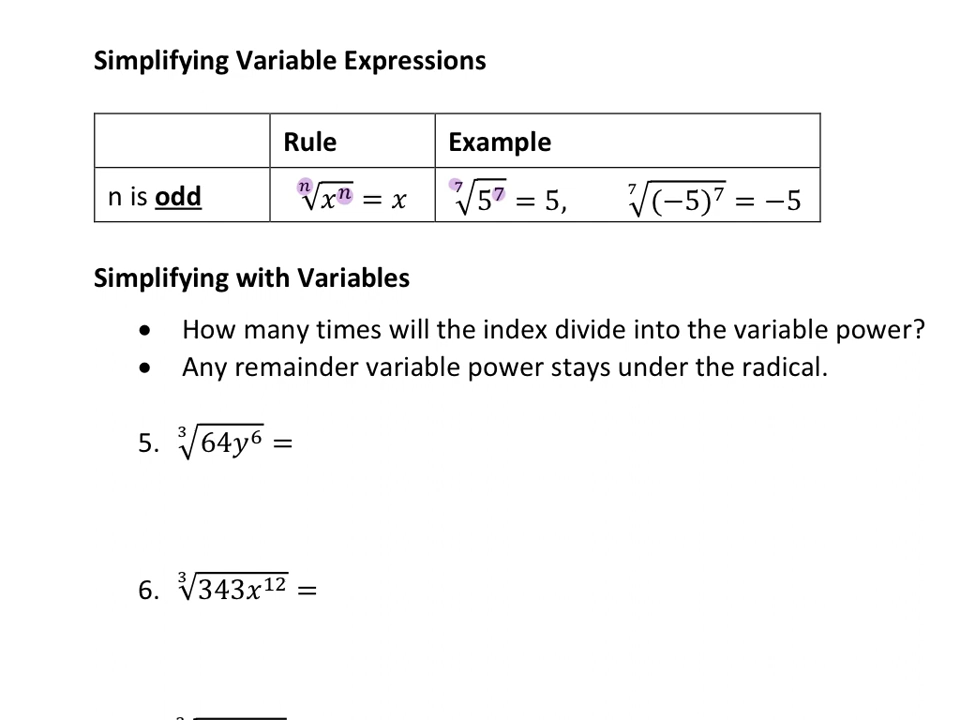 Simplifying Variable Expressions
Rule Example
n is odd ⁿ√xⁿ = x ⁷√5⁷ = 5, ⁷√(−5)⁷ = −5
Simplifying with Variables
• How many times will the index divide into the variable power?
• Any remainder variable power stays under the radical.
5. ³√64y⁶ =
6. ³√343x¹² =